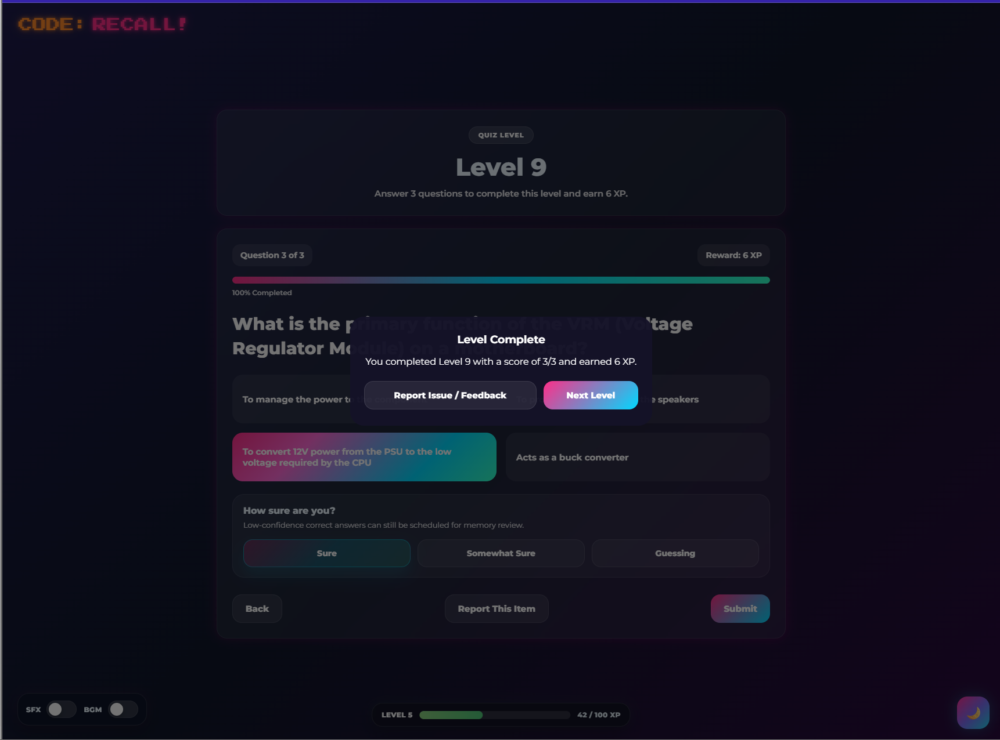 CODE: RECALL!
QUIZ LEVEL
Level 9
Answer 3 questions to complete this level and earn 6 XP.
Question 3 of 3
Reward: 6 XP
100% Completed
What is the primary function of the VRM (Voltage
Regulator Module) on a motherboard?
Level Complete
You completed Level 9 with a score of 3/3 and earned 6 XP.
Report Issue / Feedback
Next Level
To manage the power to the
To
the speakers
To convert 12V power from the PSU to the low
voltage required by the CPU
Acts as a buck converter
How sure are you?
Low-confidence correct answers can still be scheduled for memory review.
Sure
Somewhat Sure
Guessing
Back
Report This Item
Submit
SFX
BGM
LEVEL 5
42 / 100 XP